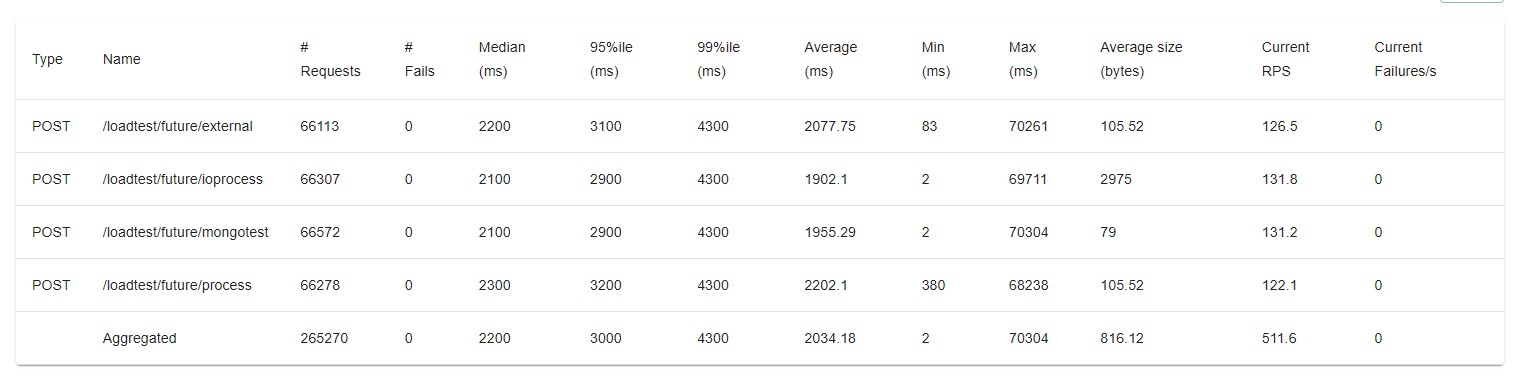 Type Name # Requests # Fails Median (ms) 95%ile (ms) 99%ile (ms) Average (ms) Min (ms) Max (ms) Average size (bytes) Current RPS Current Failures/s
POST /loadtest/future/external 66113 0 2200 3100 4300 2077.75 83 70261 105.52 126.5 0
POST /loadtest/future/ioprocess 66307 0 2100 2900 4300 1902.1 2 69711 2975 131.8 0
POST /loadtest/future/mongotest 66572 0 2100 2900 4300 1955.29 2 70304 79 131.2 0
POST /loadtest/future/process 66278 0 2300 3200 4300 2202.1 380 68238 105.52 122.1 0
Aggregated 265270 0 2200 3000 4300 2034.18 2 70304 816.12 511.6 0